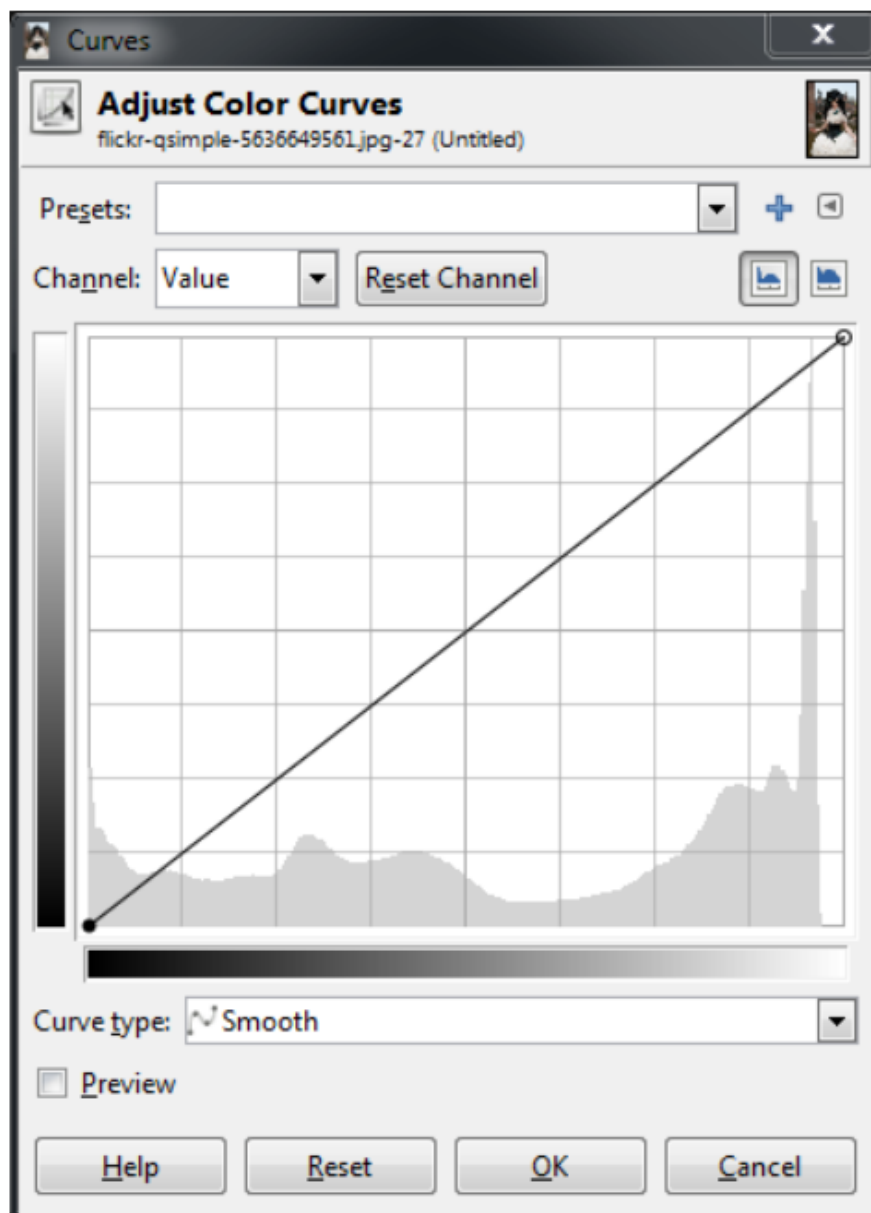 Curves
x
Adjust Color Curves
flickr-qsimple-5636649561.jpg-27 (Untitled)
Presets:
Channel: Value Reset Channel
Curve type: Smooth
Preview
Help Reset OK Cancel